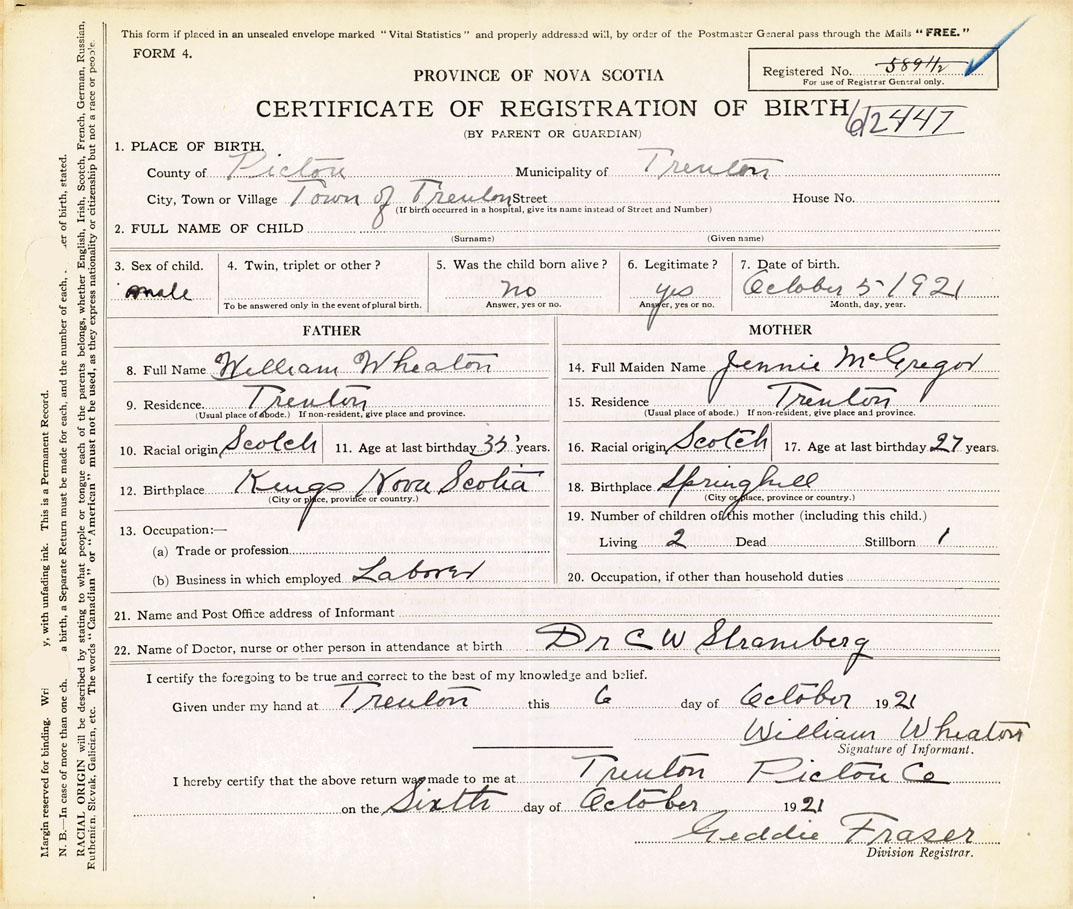 This form if placed in an unsealed envelope marked "Vital Statistics" and properly addressed will, by order of the Postmaster General pass through the Mails "FREE."
FORM 4.
Registered No. 589 1/2
For use of Registrar General only.
PROVINCE OF NOVA SCOTIA
CERTIFICATE OF REGISTRATION OF BIRTH
62447
(BY PARENT OR GUARDIAN)
1. PLACE OF BIRTH.
County of Pictou Municipality of Trenton
City, Town or Village Town of Trenton Street House No.
(If birth occurred in a hospital, give its name instead of Street and Number)
2. FULL NAME OF CHILD
(Surname) (Given name)
3. Sex of child. 4. Twin, triplet or other? 5. Was the child born alive? 6. Legitimate? 7. Date of birth.
male no yes October 5 1921
To be answered only in the event of plural birth. Answer, yes or no. Answer, yes or no. Month, day, year.
FATHER
8. Full Name William Wheaton
9. Residence. Trenton
(Usual place of abode.) If non-resident, give place and province.
10. Racial origin Scotch 11. Age at last birthday 35 years.
12. Birthplace Kings Nova Scotia
(City or place, province or country.)
13. Occupation:—
(a) Trade or profession
(b) Business in which employed Laborer
MOTHER
14. Full Maiden Name Jennie McGregor
15. Residence Trenton
(Usual place of abode.) If non-resident, give place and province.
16. Racial origin Scotch 17. Age at last birthday 27 years.
18. Birthplace Springhill
(City or place, province or country.)
19. Number of children of this mother (including this child.)
Living 2 Dead Stillborn 1
20. Occupation, if other than household duties
21. Name and Post Office address of Informant
22. Name of Doctor, nurse or other person in attendance at birth Dr C W Stramberg
I certify the foregoing to be true and correct to the best of my knowledge and belief.
Given under my hand at Trenton this 6 day of October 1921
William Wheaton
Signature of Informant.
I hereby certify that the above return was made to me at Trenton Pictou Co
on the Sixth day of October 1921
Geddie Fraser
Division Registrar.
Margin reserved for binding. y, with unfading ink. This is a Permanent Record.
N. B.—In case of more than one ch a birth, a Separate Return must be made for each, and the number of each, er of birth, stated.
RACIAL ORIGIN will be described by stating to what people or tongue each of the parents belongs, whether English, Irish, Scotch, French, German, Russian,
Ruthenian, Slovak, Galician, etc. The words "Canadian" or "American" must not be used, as they express nationality or citizenship but not a race or people.